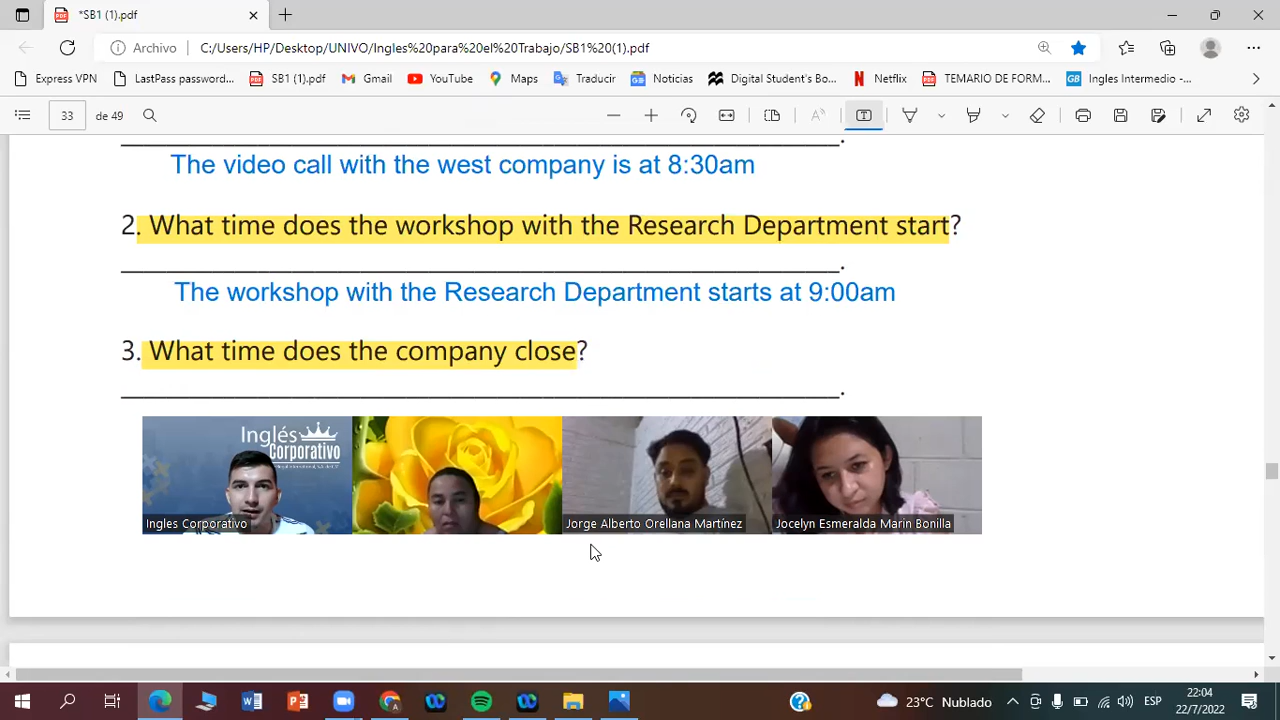 *SB1 (1).pdf
Archivo C:/Users/HP/Desktop/UNIVO/Ingles%20para%20el%20Trabajo/SB1%20(1).pdf
Express VPN LastPass password... SB1 (1).pdf Gmail YouTube Maps Traducir Noticias Digital Student's Bo... Netflix TEMARIO DE FORM... Ingles Intermedio -...
33 de 49
_______________.
The video call with the west company is at 8:30am
2. What time does the workshop with the Research Department start?
_______________.
The workshop with the Research Department starts at 9:00am
3. What time does the company close?
_______________.
Inglés
Corporativo
Ingles Corporativo Jorge Alberto Orellana Martínez Jocelyn Esmeralda Marin Bonilla
23°C Nublado ESP 22:04
22/7/2022